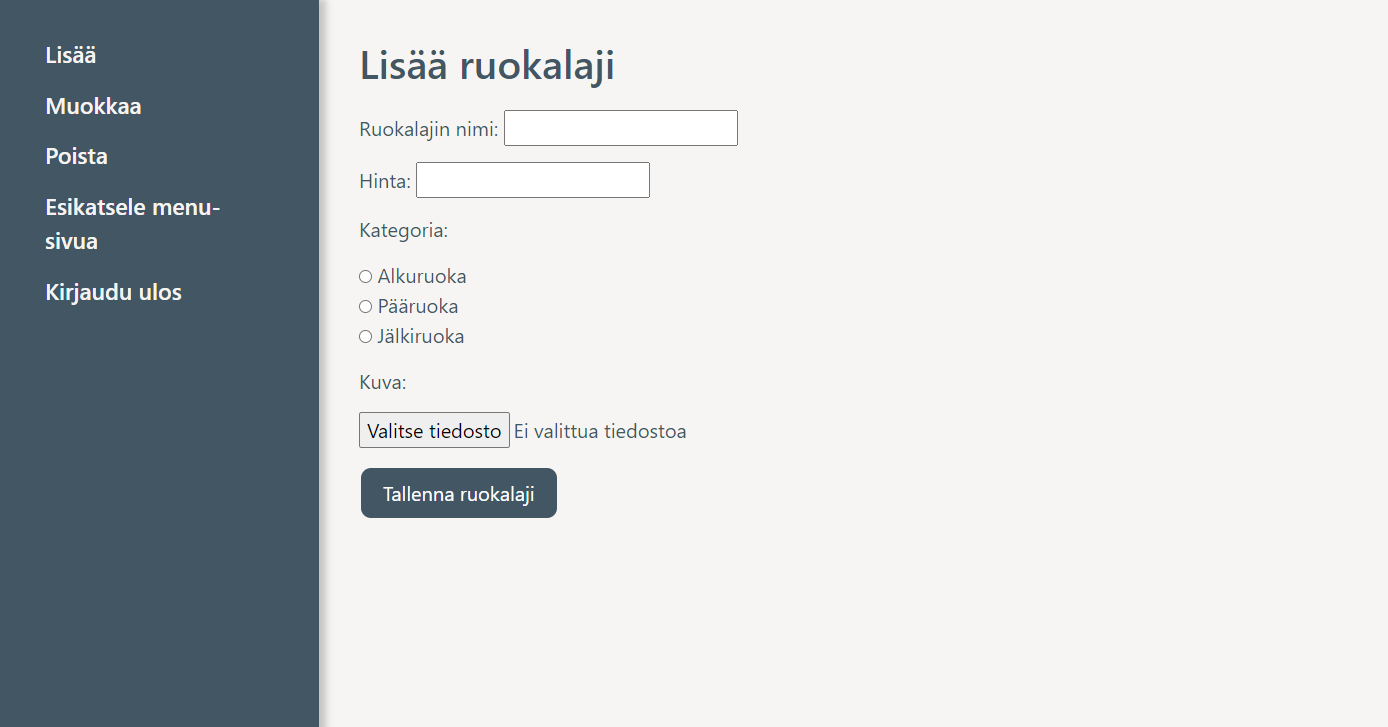 Lisää
Muokkaa
Poista
Esikatsele menu-
sivua
Kirjaudu ulos
Lisää ruokalaji
Ruokalajin nimi:
Hinta:
Kategoria:
Alkuruoka
Pääruoka
Jälkiruoka
Kuva:
Valitse tiedosto Ei valittua tiedostoa
Tallenna ruokalaji